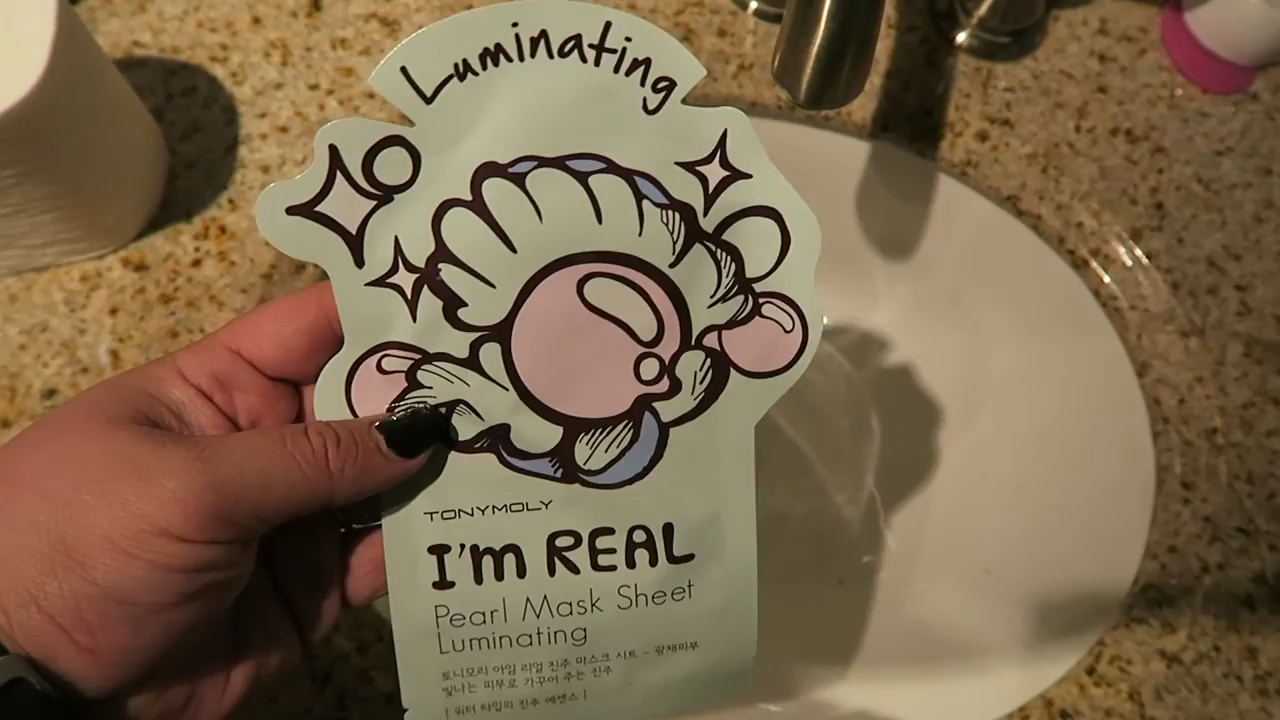 Luminating
TONYMOLY
I'm REAL
Pearl Mask Sheet
Luminating
토니모리 아임 리얼 진주 마스크 시트 - 광채피부
빛나는 피부로 가꾸어 주는 진주
[ 워터 타입의 진주 에센스 ]